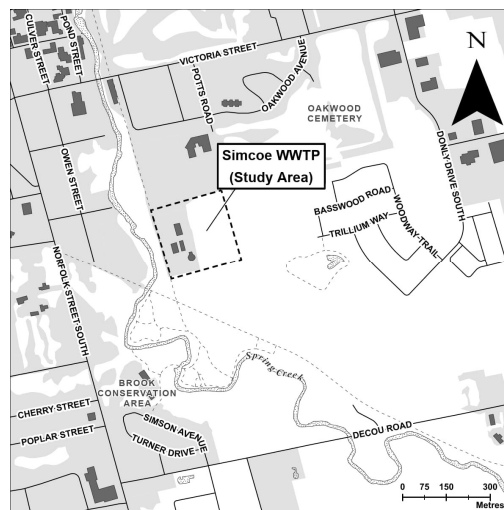 CULVER STREET
POND STREET
VICTORIA STREET
N
POTTS ROAD
OAKWOOD AVENUE
OAKWOOD
CEMETERY
DONLY DRIVE SOUTH
OWEN STREET
Simcoe WWTP
(Study Area)
BASSWOOD ROAD
TRILLIUM WAY
WOODWAY TRAIL
NORFOLK STREET SOUTH
Spring Creek
BROOK
CONSERVATION
AREA
CHERRY STREET
POPLAR STREET
SIMSON AVENUE
TURNER DRIVE
DECOU ROAD
0 75 150 300
Metres